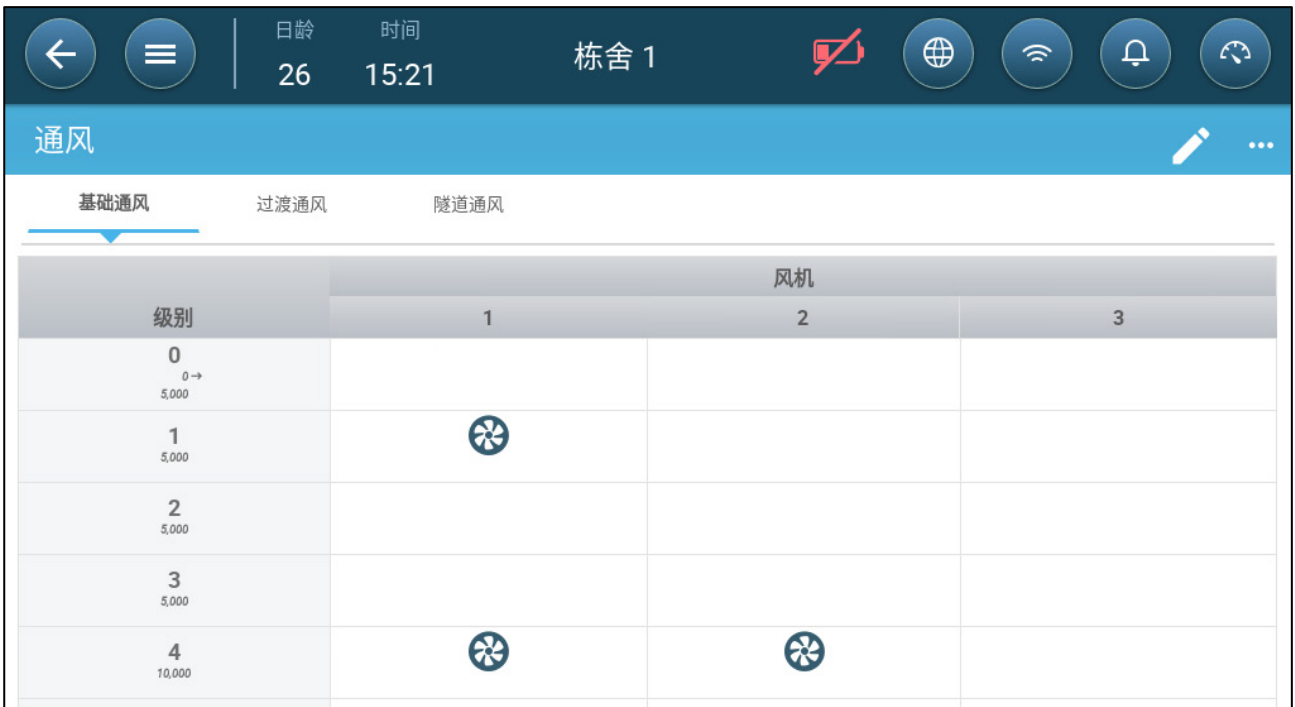 日龄 时间
26 15:21 栋舍 1
通风
基础通风 过渡通风 隧道通风
风机
级别 1 2 3
0
0→
5,000
1
5,000
2
5,000
3
5,000
4
10,000